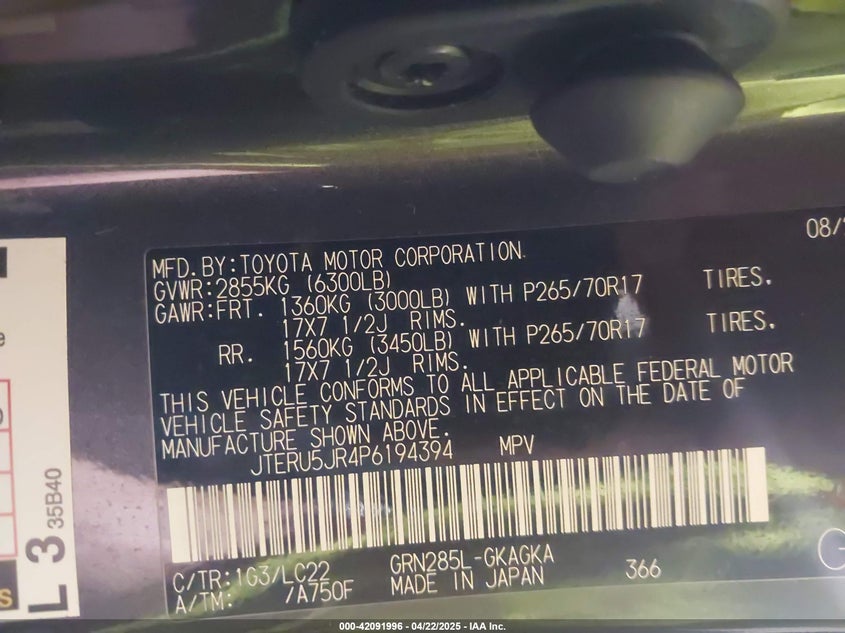 08/
MFD. BY: TOYOTA MOTOR CORPORATION
GVWR: 2855KG (6300LB)
GAWR: FRT. 1360KG (3000LB) WITH P265/70R17 TIRES.
17X7 1/2J RIMS.
RR. 1560KG (3450LB) WITH P265/70R17 TIRES.
17X7 1/2J RIMS.
THIS VEHICLE CONFORMS TO ALL APPLICABLE FEDERAL MOTOR
VEHICLE SAFETY STANDARDS IN EFFECT ON THE DATE OF
MANUFACTURE SHOWN ABOVE.
JTERU5JR4P6194394 MPV
C/TR: 1G3/LC22 GRN285L-GKAGKA 366
A/TM: /A750F MADE IN JAPAN
L 3 35B40
000-42091996 - 04/22/2025 - IAA Inc.